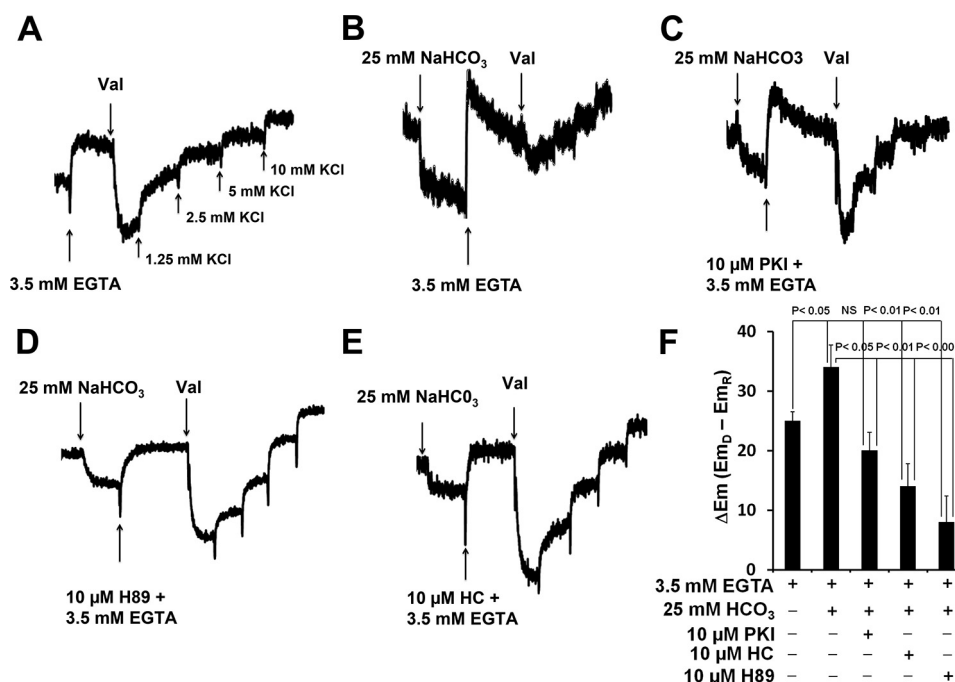 A
Val
10 mM KCl
5 mM KCl
2.5 mM KCl
1.25 mM KCl
3.5 mM EGTA
B
25 mM NaHCO3
Val
3.5 mM EGTA
C
25 mM NaHCO3
Val
10 µM PKI +
3.5 mM EGTA
D
25 mM NaHCO3
Val
10 µM H89 +
3.5 mM EGTA
E
25 mM NaHC03
Val
10 µM HC +
3.5 mM EGTA
F
P< 0.05 NS P< 0.01 P< 0.01
P< 0.05 P< 0.01 P< 0.00
ΔEm (EmD – EmR)
40
30
20
10
0
3.5 mM EGTA + + + + +
25 mM HCO3 – + + + +
10 µM PKI – – + – –
10 µM HC – – – + –
10 µM H89 – – – – +